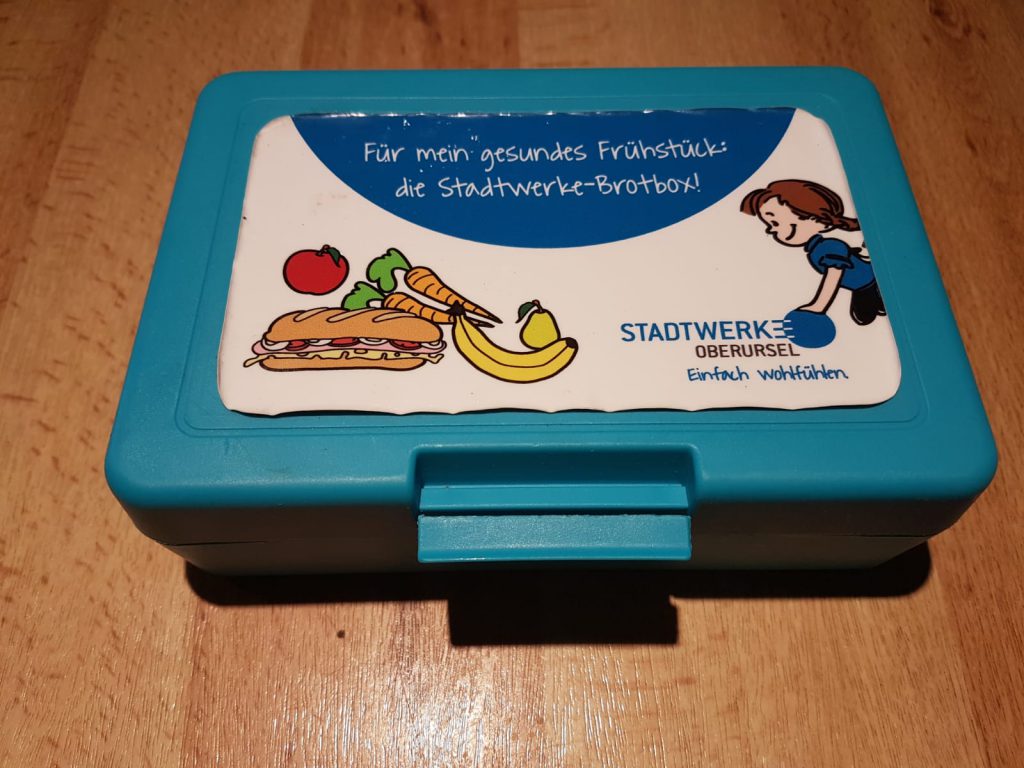 Für mein gesundes Frühstück:
die Stadtwerke-Brotbox!
STADTWERKE
OBERURSEL
Einfach wohlfühlen.